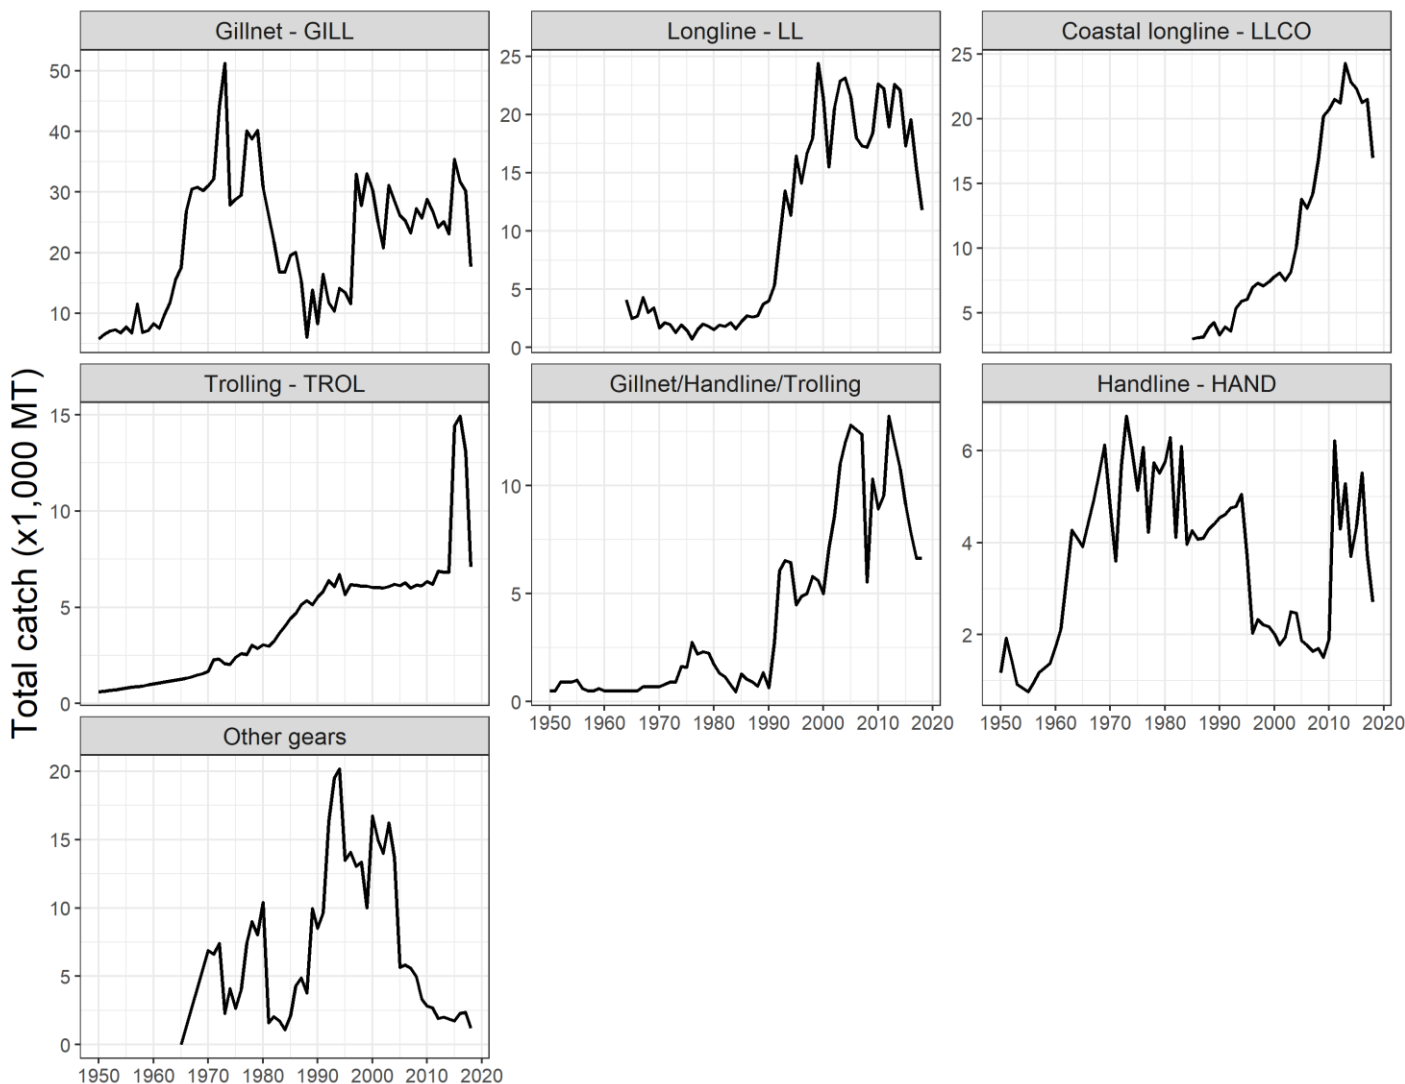 Gillnet - GILL
Longline - LL
Coastal longline - LLCO
50
40
30
20
10
25
20
15
10
5
0
25
20
15
10
5
Trolling - TROL
Gillnet/Handline/Trolling
Handline - HAND
Total catch (x1,000 MT)
15
10
5
0
10
5
0
6
4
2
1950 1960 1970 1980 1990 2000 2010 2020
1950 1960 1970 1980 1990 2000 2010 2020
Other gears
20
15
10
5
0
1950 1960 1970 1980 1990 2000 2010 2020